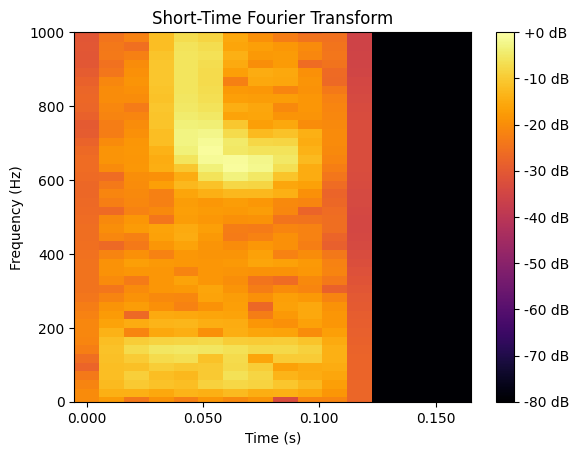 Short-Time Fourier Transform
1000
800
600
400
200
0
Frequency (Hz)
0.000
0.050
0.100
0.150
Time (s)
+0 dB
-10 dB
-20 dB
-30 dB
-40 dB
-50 dB
-60 dB
-70 dB
-80 dB